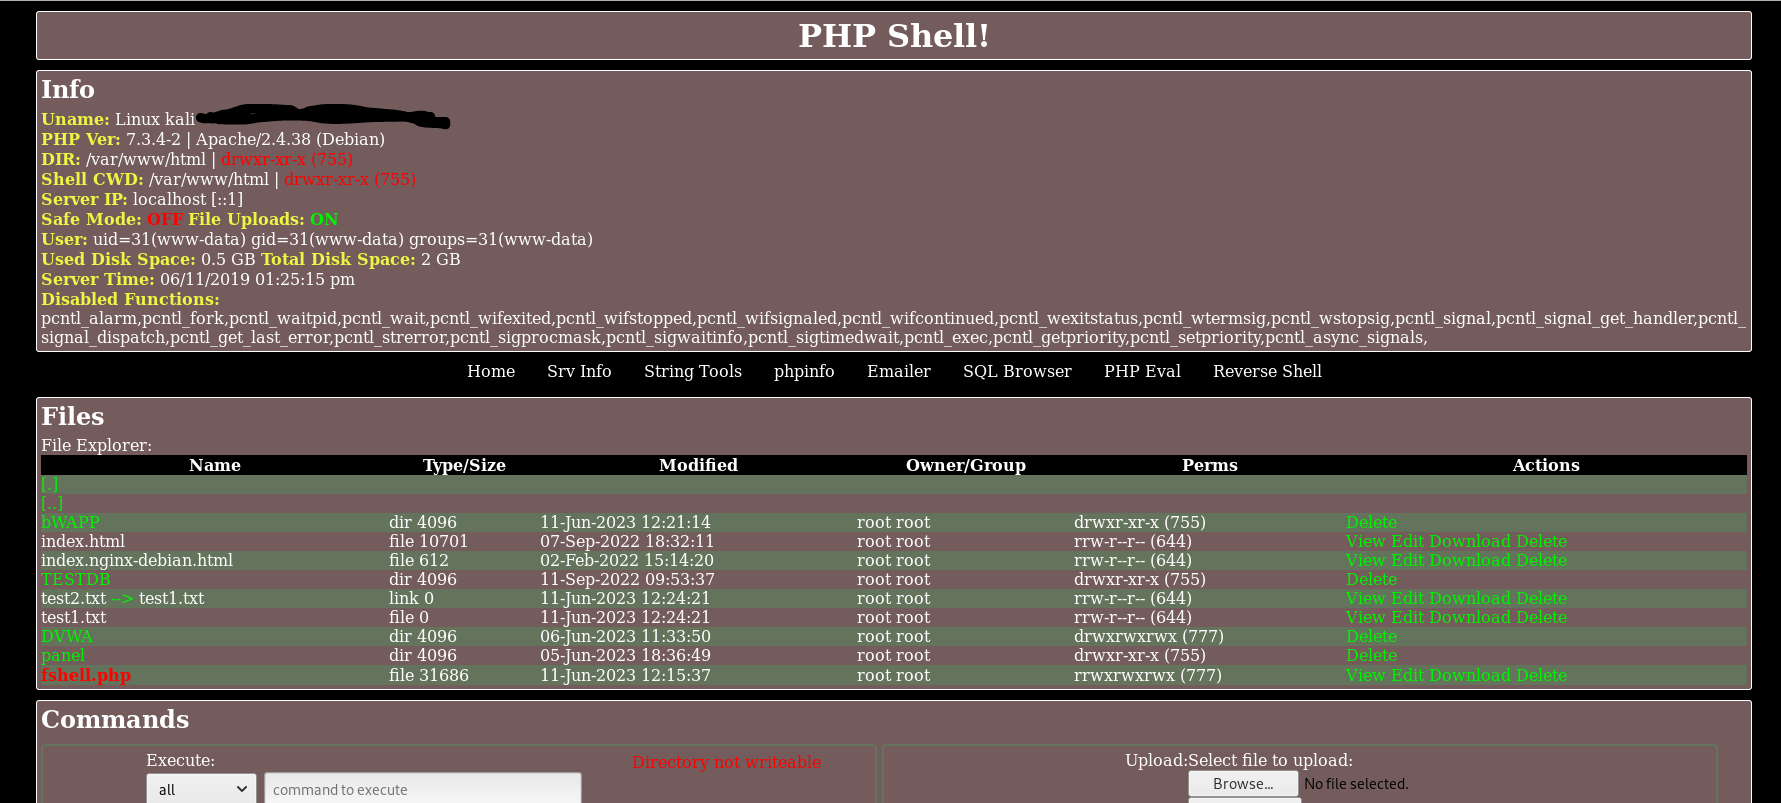 PHP Shell!
Info
Uname: Linux kali
PHP Ver: 7.3.4-2 | Apache/2.4.38 (Debian)
DIR: /var/www/html | drwxr-xr-x (755)
Shell CWD: /var/www/html | drwxr-xr-x (755)
Server IP: localhost [::1]
Safe Mode: OFF File Uploads: ON
User: uid=31(www-data) gid=31(www-data) groups=31(www-data)
Used Disk Space: 0.5 GB Total Disk Space: 2 GB
Server Time: 06/11/2019 01:25:15 pm
Disabled Functions:
pcntl_alarm,pcntl_fork,pcntl_waitpid,pcntl_wait,pcntl_wifexited,pcntl_wifstopped,pcntl_wifsignaled,pcntl_wifcontinued,pcntl_wexitstatus,pcntl_wtermsig,pcntl_wstopsig,pcntl_signal,pcntl_signal_get_handler,pcntl_
signal_dispatch,pcntl_get_last_error,pcntl_strerror,pcntl_sigprocmask,pcntl_sigwaitinfo,pcntl_sigtimedwait,pcntl_exec,pcntl_getpriority,pcntl_setpriority,pcntl_async_signals,
Home Srv Info String Tools phpinfo Emailer SQL Browser PHP Eval Reverse Shell
Files
File Explorer:
Name Type/Size Modified Owner/Group Perms Actions
[.]
[..]
bWAPP dir 4096 11-Jun-2023 12:21:14 root root drwxr-xr-x (755) Delete
index.html file 10701 07-Sep-2022 18:32:11 root root rrw-r--r-- (644) View Edit Download Delete
index.nginx-debian.html file 612 02-Feb-2022 15:14:20 root root rrw-r--r-- (644) View Edit Download Delete
TESTDB dir 4096 11-Sep-2022 09:53:37 root root drwxr-xr-x (755) Delete
test2.txt --> test1.txt link 0 11-Jun-2023 12:24:21 root root rrw-r--r-- (644) View Edit Download Delete
test1.txt file 0 11-Jun-2023 12:24:21 root root rrw-r--r-- (644) View Edit Download Delete
DVWA dir 4096 06-Jun-2023 11:33:50 root root drwxrwxrwx (777) Delete
panel dir 4096 05-Jun-2023 18:36:49 root root drwxr-xr-x (755) Delete
fshell.php file 31686 11-Jun-2023 12:15:37 root root rrwxrwxrwx (777) View Edit Download Delete
Commands
Execute: Directory not writeable Upload:Select file to upload:
all command to execute Browse... No file selected.